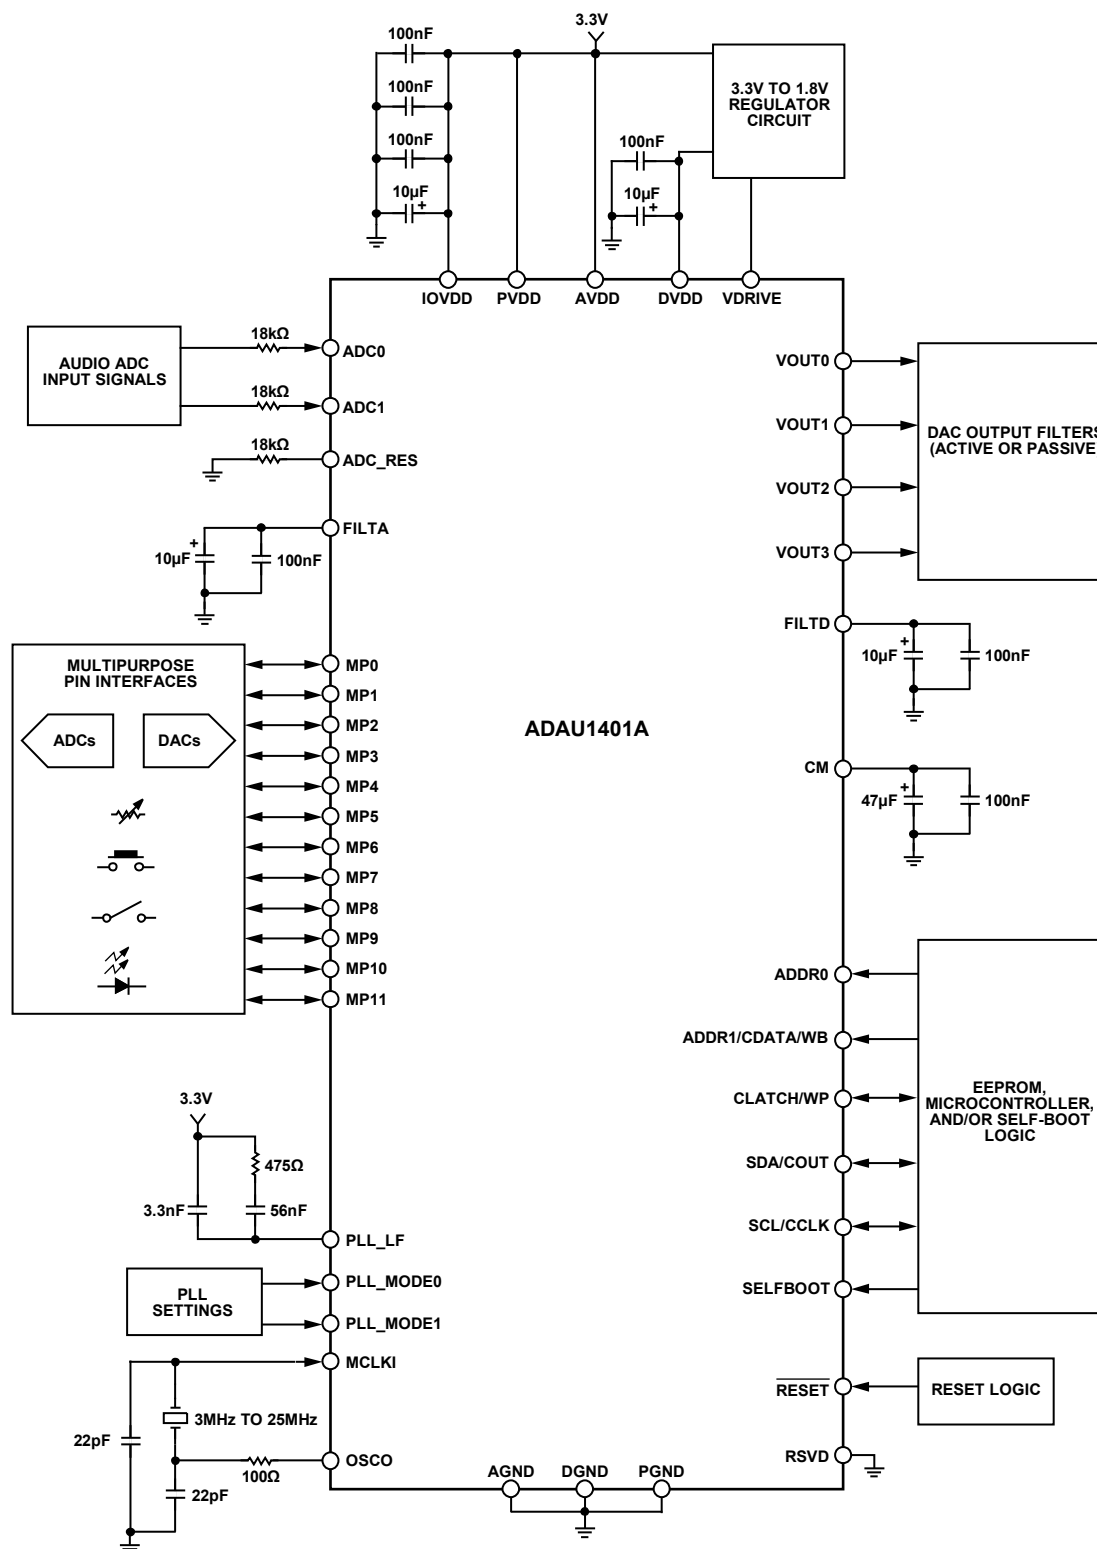 3.3V
100nF
100nF
100nF
10µF
+
3.3V TO 1.8V
REGULATOR
CIRCUIT
100nF
10µF
+
IOVDD
PVDD
AVDD
DVDD
VDRIVE
AUDIO ADC
INPUT SIGNALS
18kΩ
ADC0
18kΩ
ADC1
18kΩ
ADC_RES
FILTA
+
10µF
100nF
VOUT0
VOUT1
VOUT2
VOUT3
DAC OUTPUT FILTERS
(ACTIVE OR PASSIVE)
FILTD
+
10µF
100nF
MULTIPURPOSE
PIN INTERFACES
ADCs
DACs
MP0
MP1
MP2
MP3
MP4
MP5
MP6
MP7
MP8
MP9
MP10
MP11
ADAU1401A
CM
+
47µF
100nF
ADDR0
ADDR1/CDATA/WB
CLATCH/WP
SDA/COUT
SCL/CCLK
SELFBOOT
EEPROM,
MICROCONTROLLER,
AND/OR SELF-BOOT
LOGIC
3.3V
475Ω
3.3nF
56nF
PLL_LF
PLL
SETTINGS
PLL_MODE0
PLL_MODE1
MCLKI
3MHz TO 25MHz
22pF
100Ω
OSCO
22pF
RESET
RESET LOGIC
RSVD
AGND
DGND
PGND